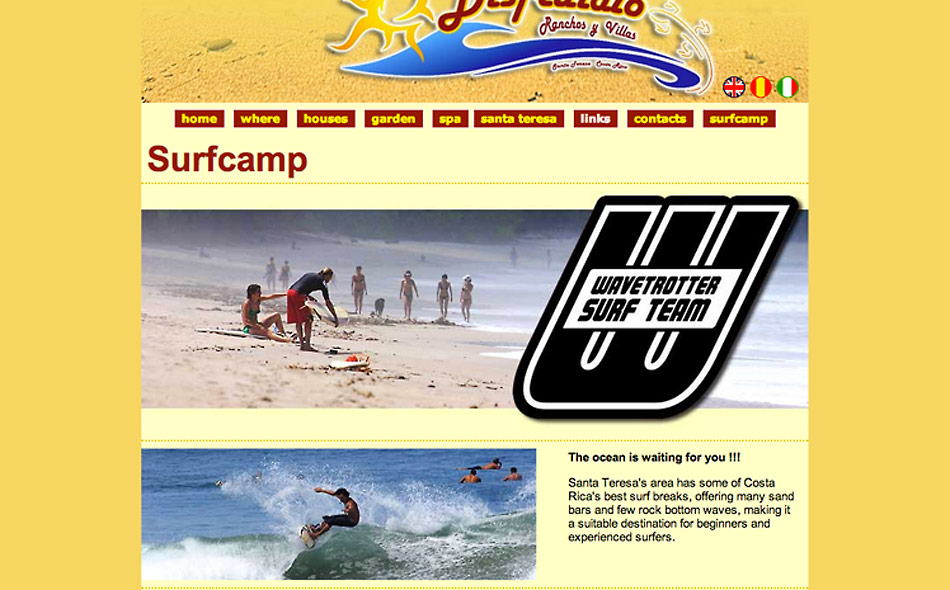 Ranchos y Villas
Santa Teresa Costa Rica
home where houses garden spa santa teresa links contacts surfcamp
Surfcamp
WAVETROTTER
SURF TEAM
The ocean is waiting for you !!!
Santa Teresa's area has some of Costa
Rica's best surf breaks, offering many sand
bars and few rock bottom waves, making it
a suitable destination for beginners and
experienced surfers.